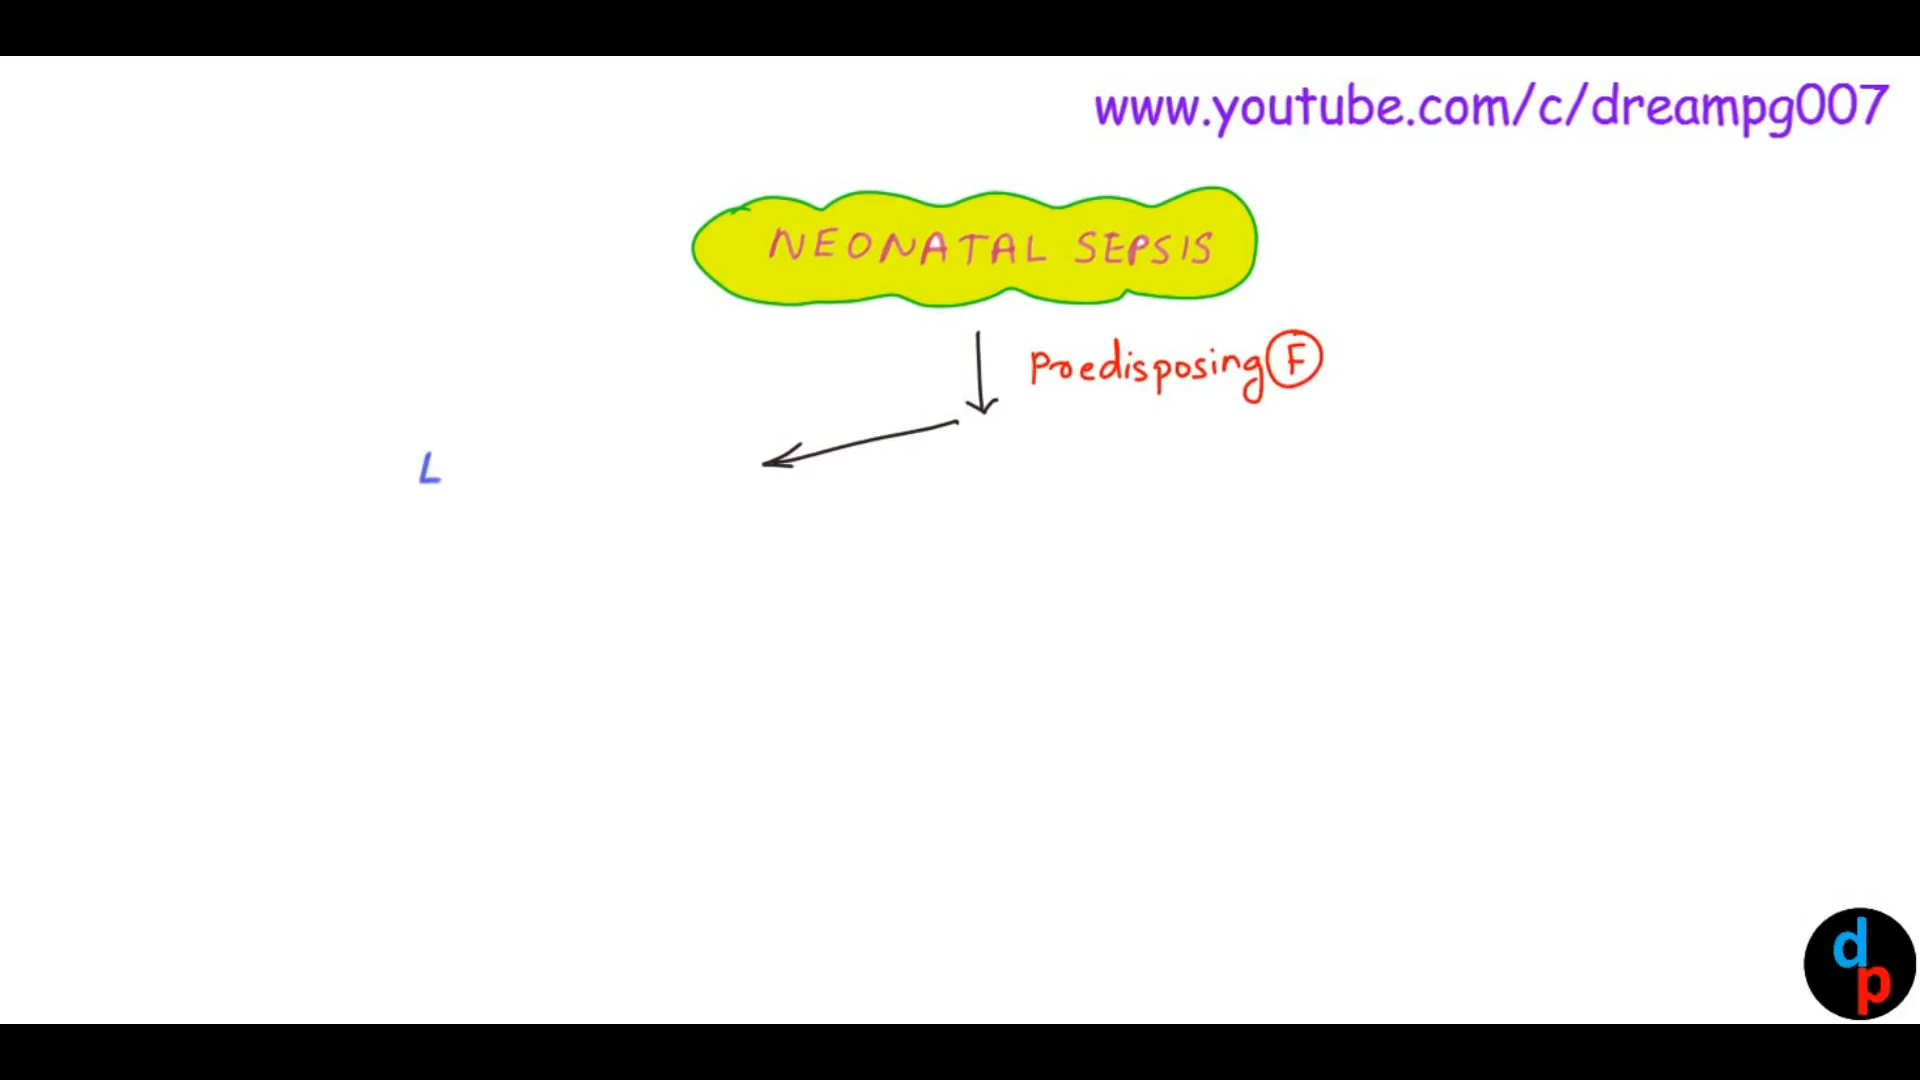 www.youtube.com/c/dreampg007
NEONATAL SEPSIS
Predisposing F
L
dp